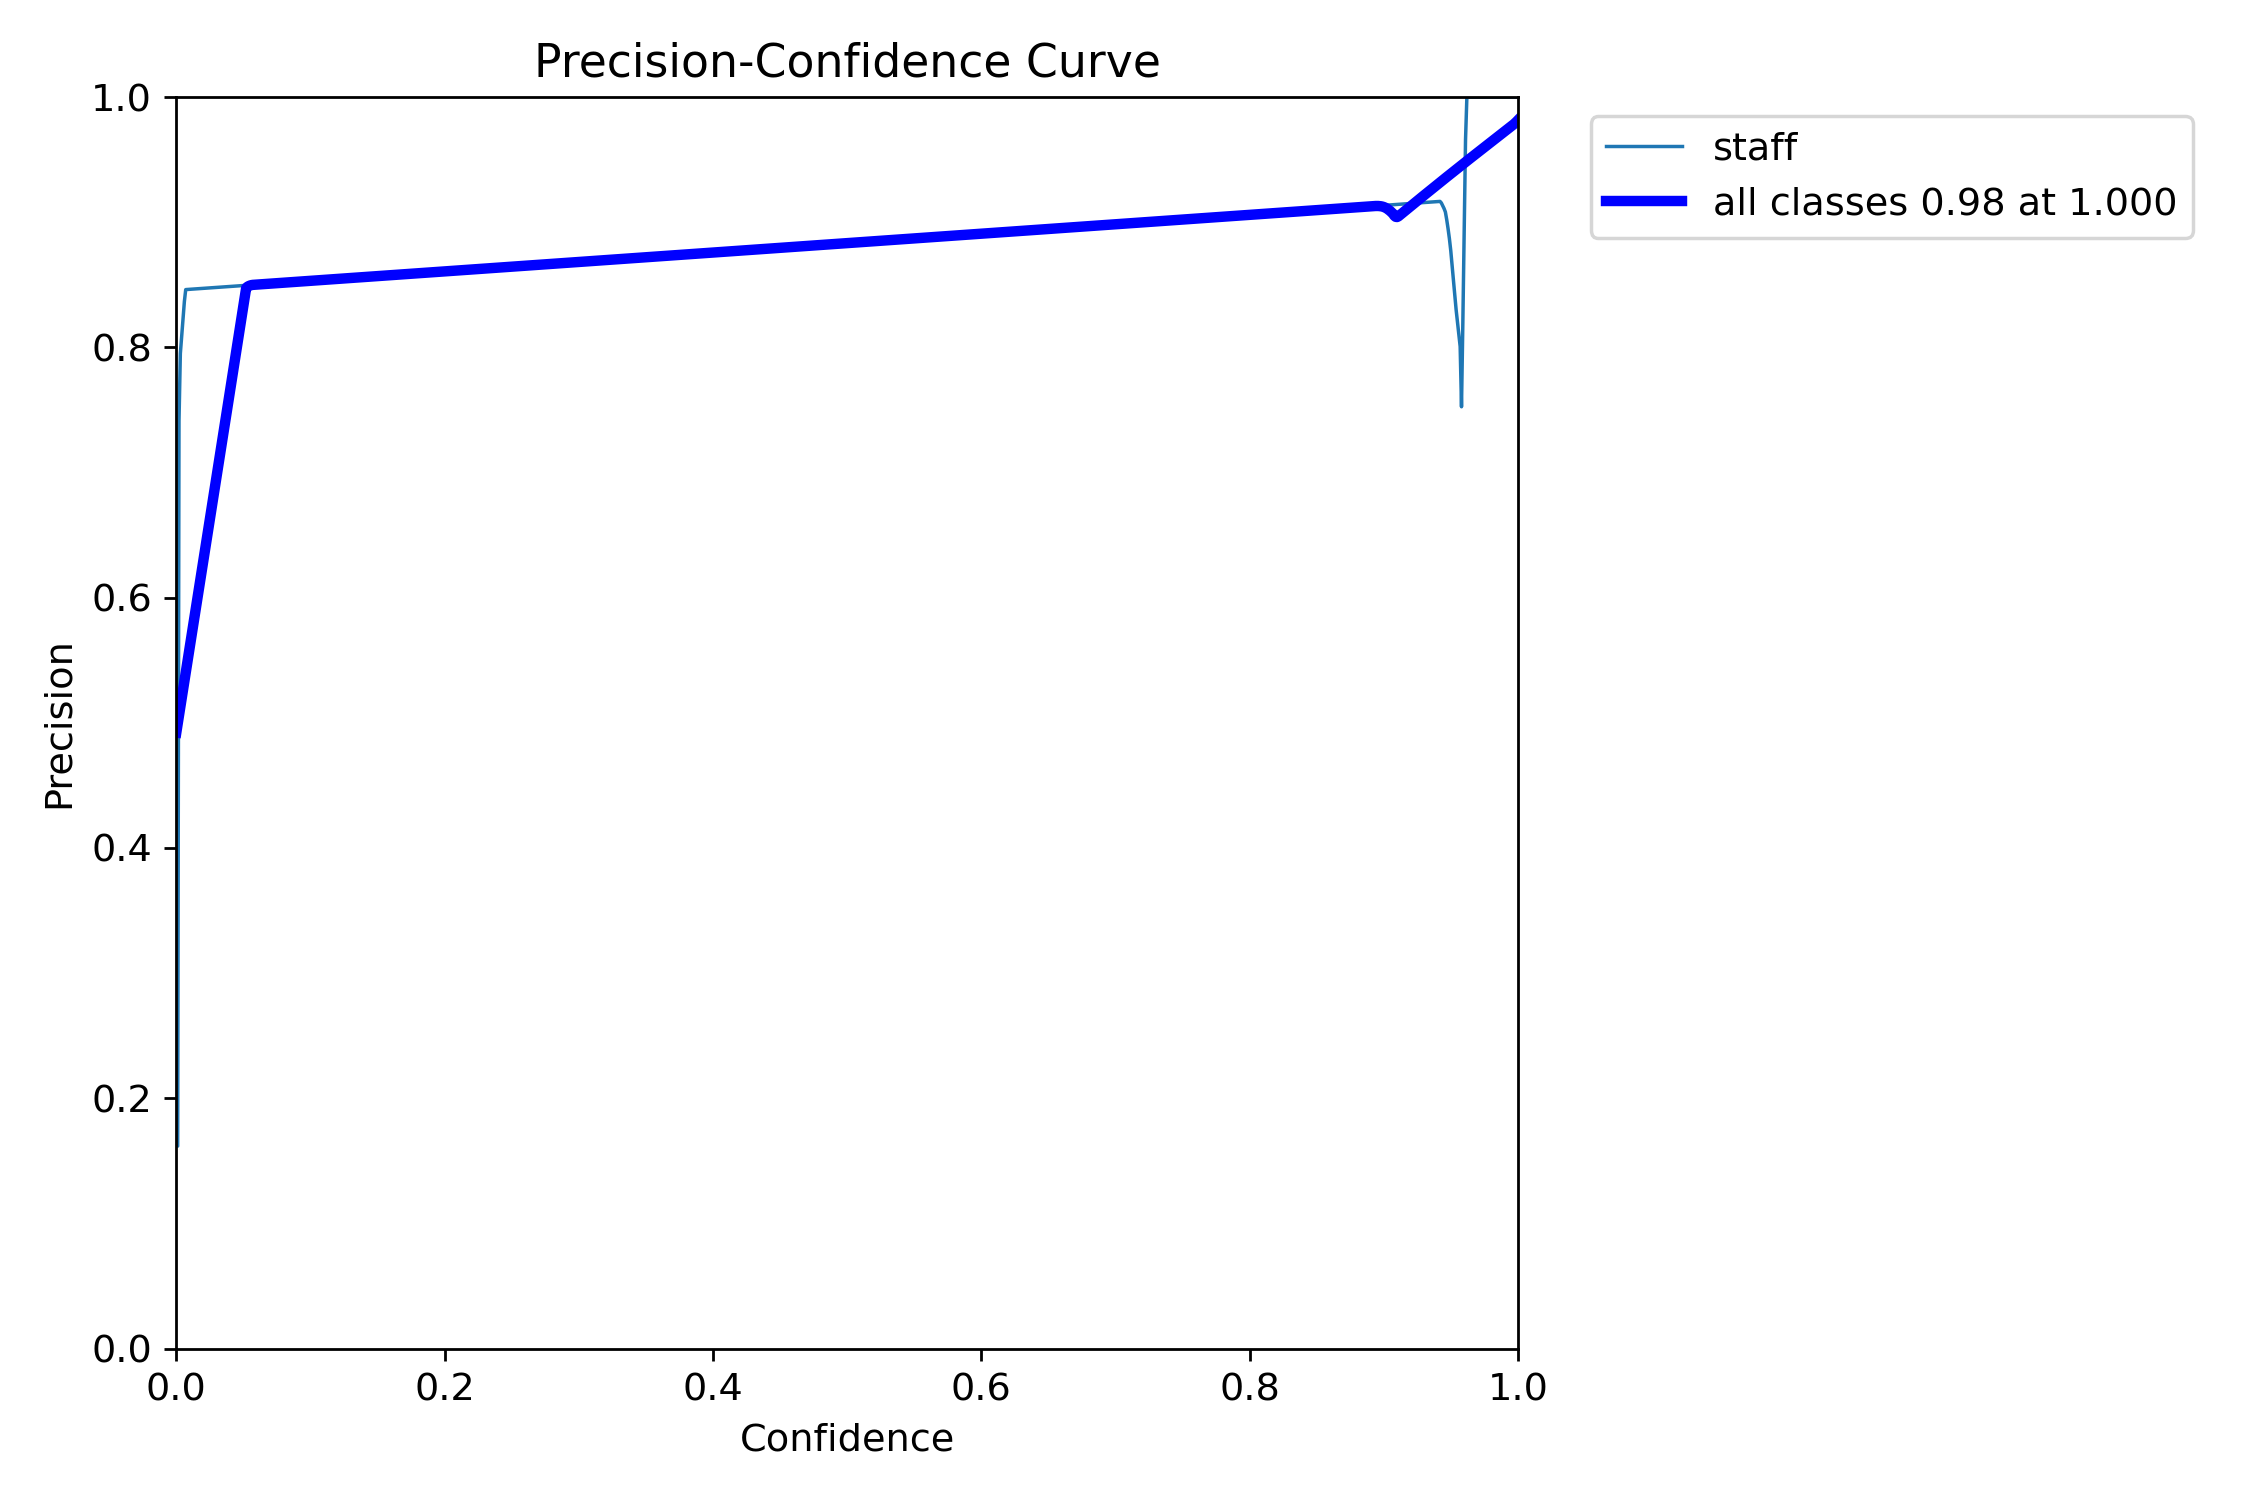 Precision-Confidence Curve
staff
all classes 0.98 at 1.000
1.0
0.8
0.6
0.4
0.2
0.0
Precision
0.0 0.2 0.4 0.6 0.8 1.0
Confidence